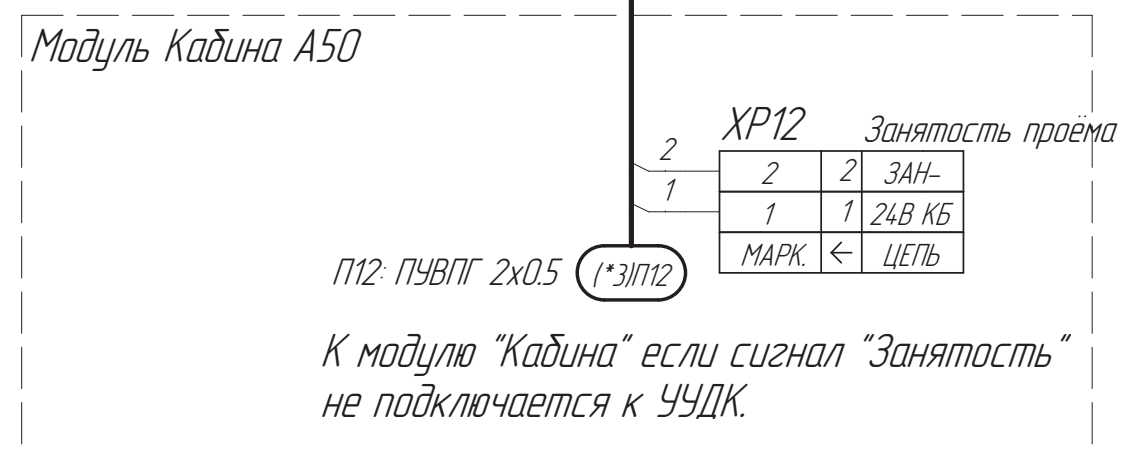 Модуль Кабина А50
ХР12 Занятость проёма
2 2 2 ЗАН-
1 1 1 24В КБ
МАРК. ← ЦЕПЬ
П12: ПУВПГ 2х0.5 (*3)П12
К модулю "Кабина" если сигнал "Занятость"
не подключается к УУДК.